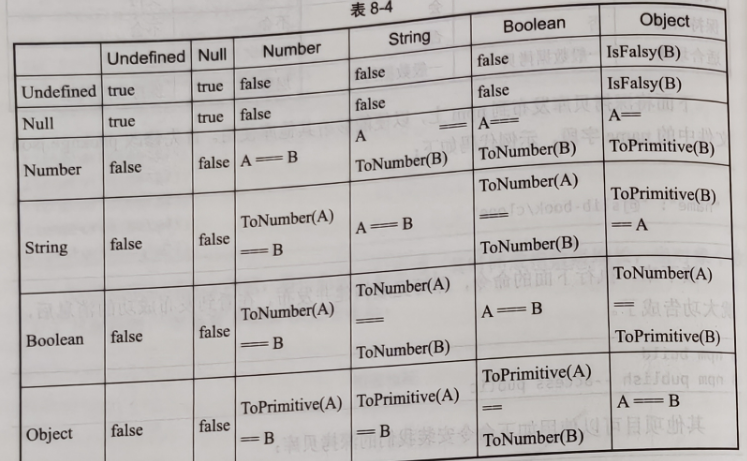 表 8-4
Undefined Null Number String Boolean Object
Undefined true true false false false IsFalsy(B)
Null true true false false false IsFalsy(B)
Number false false A === B A === ToNumber(B) A=== ToNumber(B) A== ToPrimitive(B)
String false false ToNumber(A) === B A === B ToNumber(A) === ToNumber(B) ToPrimitive(B) == A
Boolean false false ToNumber(A) === B ToNumber(A) === ToNumber(B) A === B ToNumber(A) == ToPrimitive(B)
Object false false ToPrimitive(A) == B ToPrimitive(A) == B ToPrimitive(A) == ToNumber(B) A === B